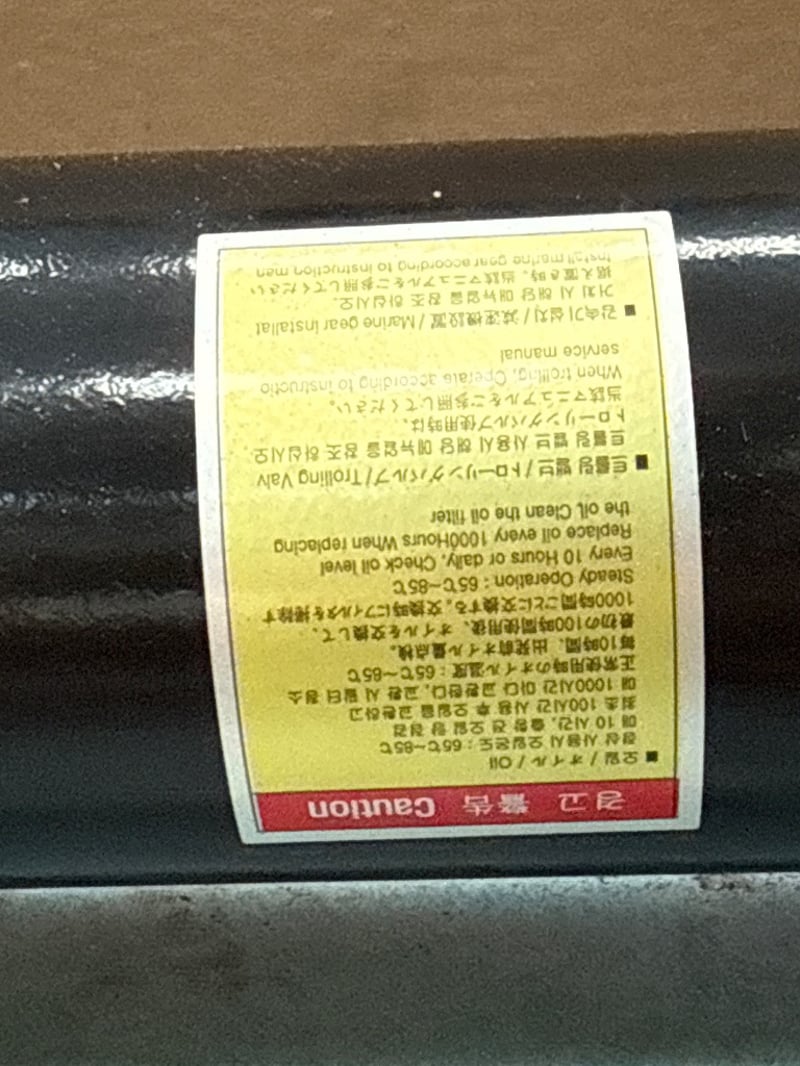 경고 警告 Caution
■ 오일 / オイル / Oil
정상 사용시 오일온도 : 65℃~85℃
매 10 시간, 출항 전 오일 량 점검
최초 100시간 사용 후 오일을 교환하고
매 1000시간 마다 교환한다. 교환 시 필터 청소
正常使用時のオイル温度 : 65℃~85℃
毎10時間、出発前オイル量点検。
最初の100時間使用後、オイルを交換して、
1000時間ごとに交換する。交換時にフィルタを掃除す
Steady Operation : 65℃~85℃
Every 10 Hours or daily, Check oil level
Replace oil every 1000Hours When replacing
the oil, Clean the oil filter
■ 트롤링 밸브 / トローリングバルブ / Trolling Valv
트롤링 밸브 사용시 해당 매뉴얼을 참조 하십시오.
トローリングバルブ使用時は、
当該マニュアルをご参照してください。
When trolling, Operate according to instructio
service manual
■ 감속기 설치 / 減速機設置 / Marine gear installat
거치 시 해당 매뉴얼을 참조 하십시오.
据え置き時、当該マニュアルをご参照してください
Install marine gear according to instruction man